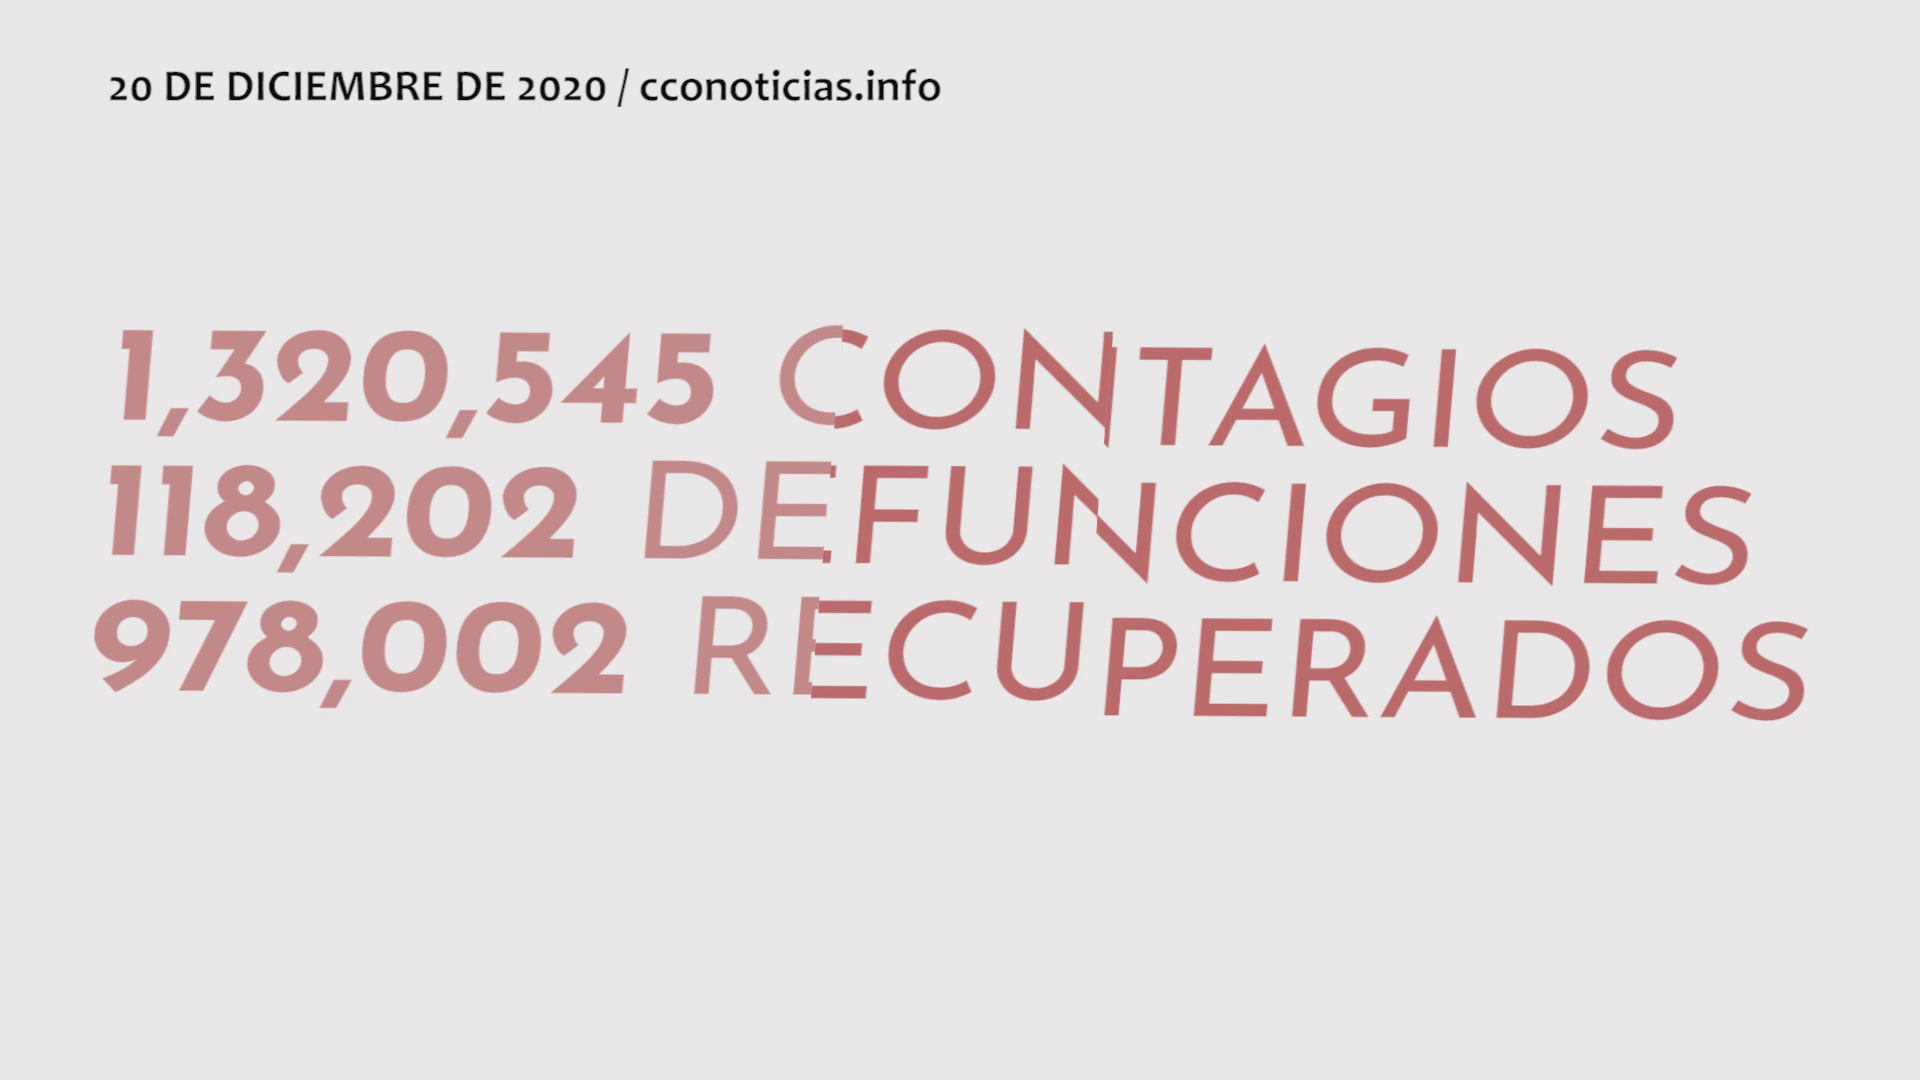 20 DE DICIEMBRE DE 2020 / cconoticias.info
1,320,545 CONTAGIOS
118,202 DEFUNCIONES
978,002 RECUPERADOS